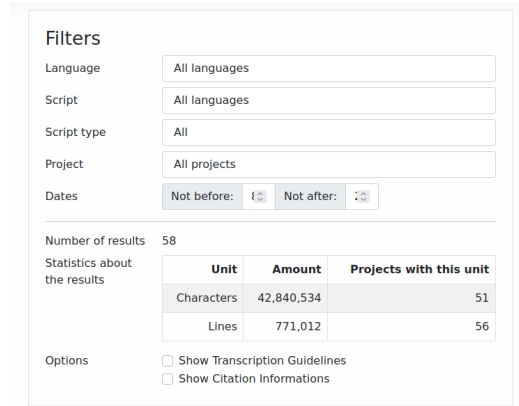 Filters
Language All languages
Script All languages
Script type All
Project All projects
Dates Not before: Not after:
Number of results 58
Statistics about
the results
Unit Amount Projects with this unit
Characters 42,840,534 51
Lines 771,012 56
Options Show Transcription Guidelines
Show Citation Informations